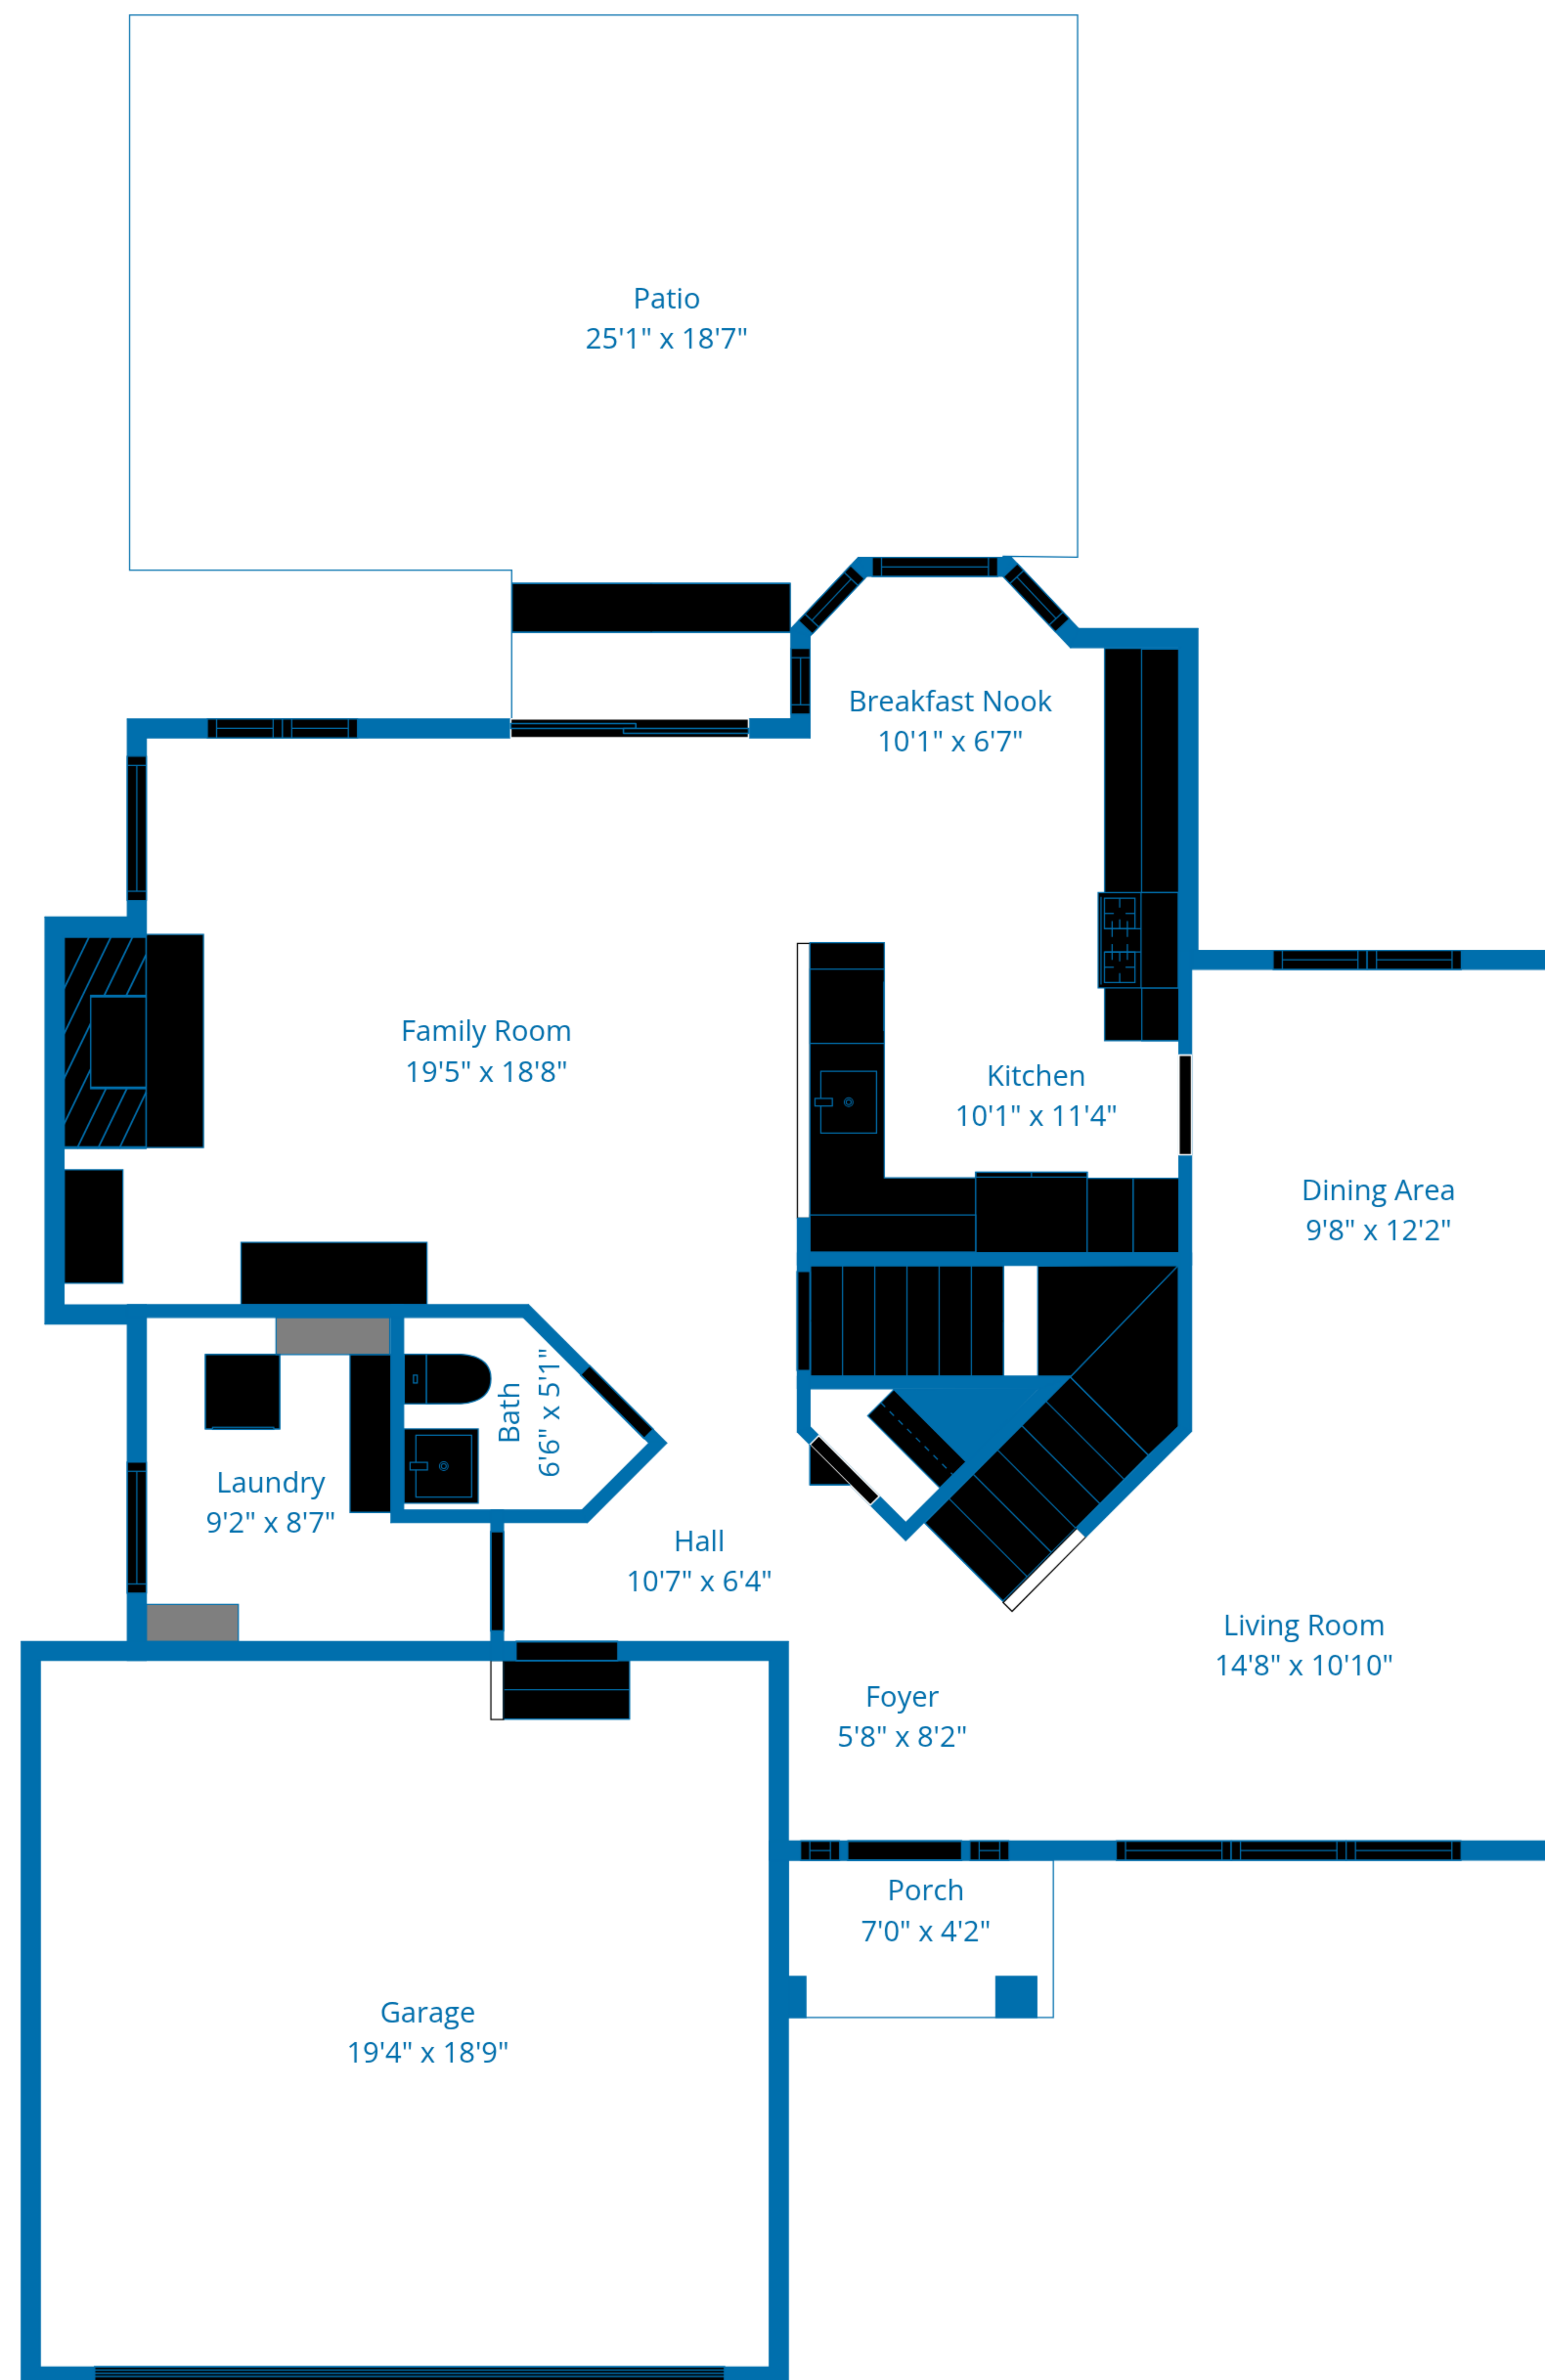 Patio
25'1" x 18'7"
Breakfast Nook
10'1" x 6'7"
Family Room
19'5" x 18'8"
Kitchen
10'1" x 11'4"
Dining Area
9'8" x 12'2"
Bath
6'6" x 5'1"
Laundry
9'2" x 8'7"
Hall
10'7" x 6'4"
Living Room
14'8" x 10'10"
Foyer
5'8" x 8'2"
Porch
7'0" x 4'2"
Garage
19'4" x 18'9"